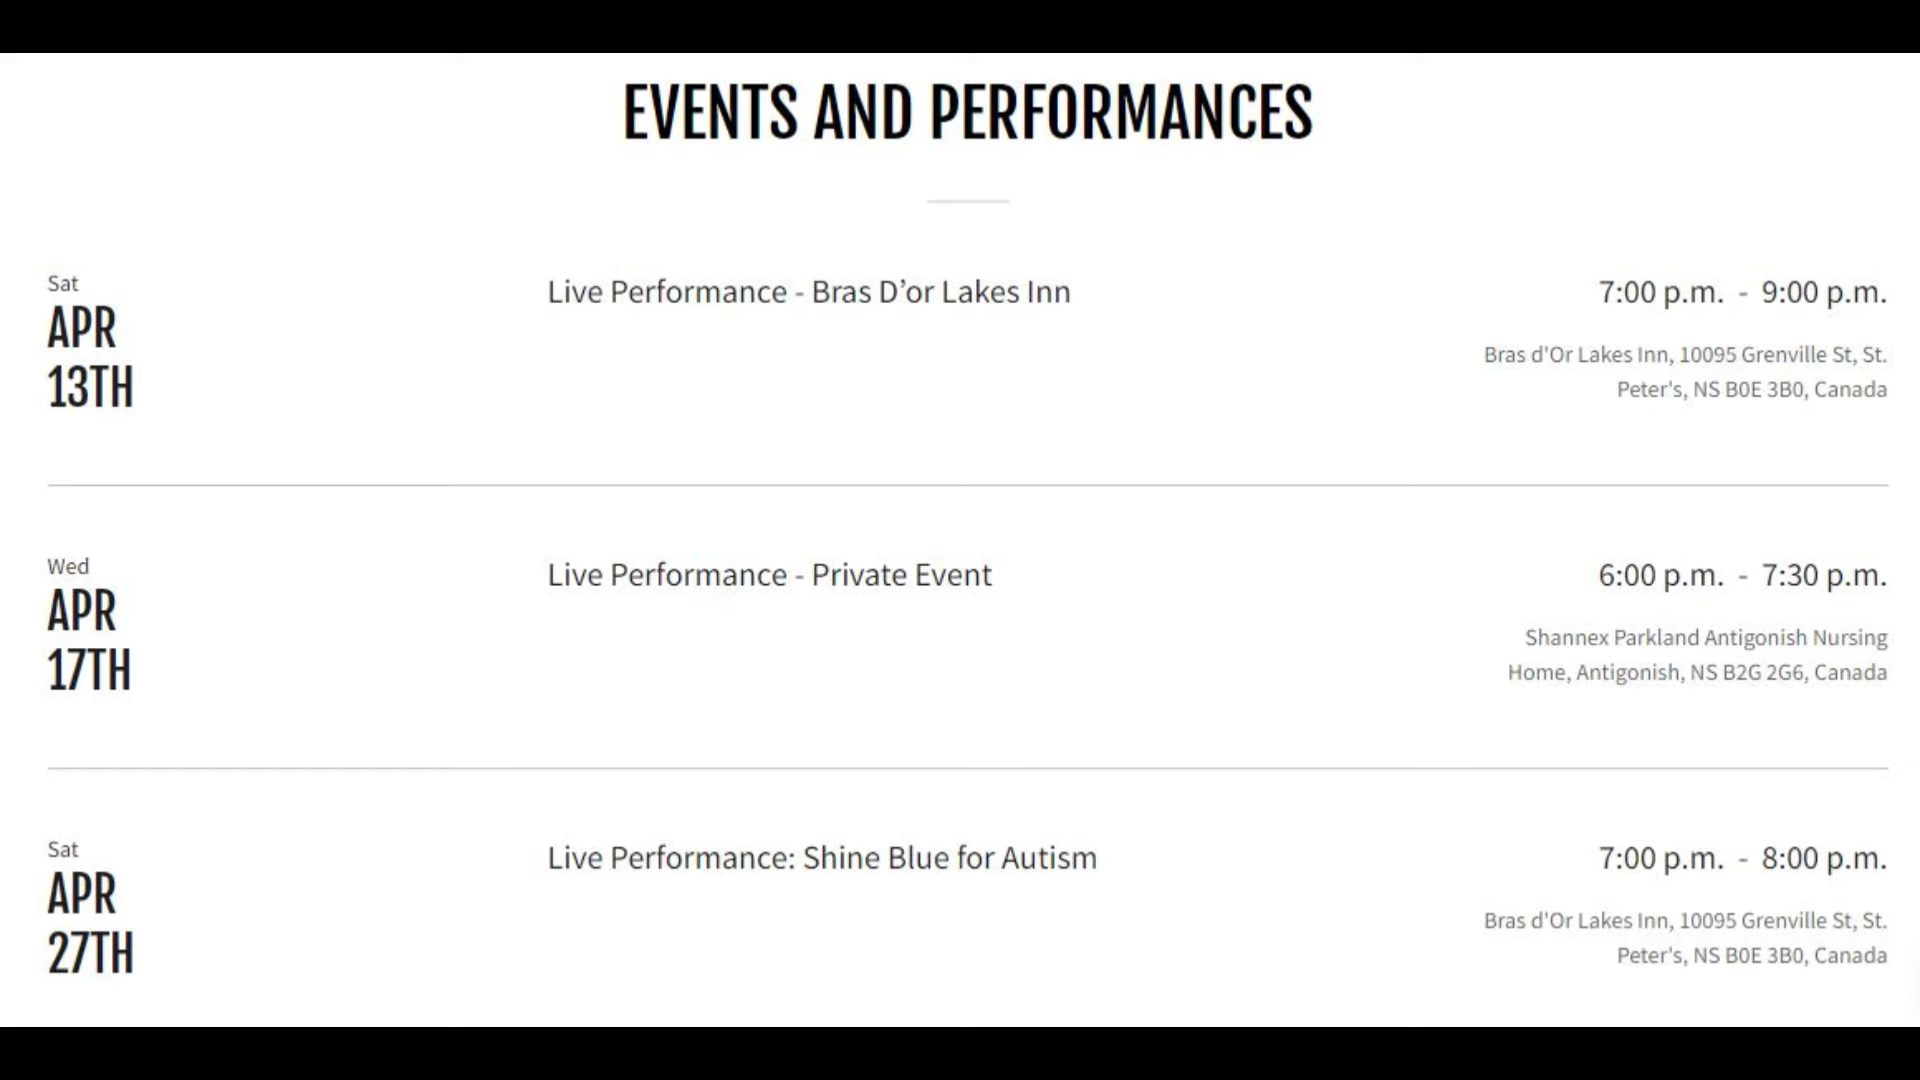 EVENTS AND PERFORMANCES
Sat
APR
13TH
Live Performance - Bras D’or Lakes Inn
7:00 p.m. - 9:00 p.m.
Bras d'Or Lakes Inn, 10095 Grenville St, St.
Peter's, NS B0E 3B0, Canada
Wed
APR
17TH
Live Performance - Private Event
6:00 p.m. - 7:30 p.m.
Shannex Parkland Antigonish Nursing
Home, Antigonish, NS B2G 2G6, Canada
Sat
APR
27TH
Live Performance: Shine Blue for Autism
7:00 p.m. - 8:00 p.m.
Bras d'Or Lakes Inn, 10095 Grenville St, St.
Peter's, NS B0E 3B0, Canada